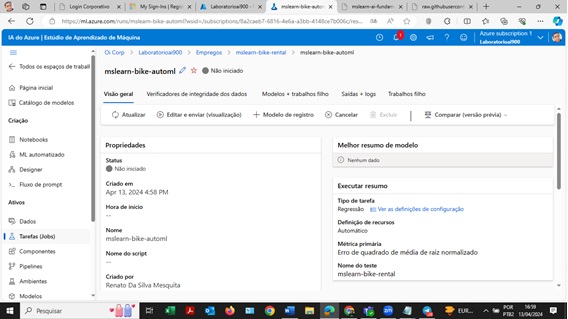 Login Corporativo
My Sign-Ins | Registr
Laboratorioai900
mslearn-bike-auto
mslearn-ai-fundam
raw.githubusercon
https://ml.azure.com/runs/mslearn-bike-automl?wsid=/subscriptions/
IA do Azure | Estúdio de Aprendizado de Máquina
Azure subscription 1
Laboratorioai900
Todos os espaços de trabal
Oi Corp > Laboratorioai900 > Empregos > mslearn-bike-rental > mslearn-bike-automl
mslearn-bike-automl Não iniciado
Página inicial
Catálogo de modelos
Visão geral Verificadores de integridade dos dados Modelos + trabalhos filho Saídas + logs Trabalhos filho
Atualizar Editar e enviar (visualização) Modelo de registro Cancelar Excluir Comparar (versão prévia)
Criação
Notebooks
ML automatizado
Designer
Fluxo de prompt
Ativos
Dados
Tarefas (Jobs)
Componentes
Pipelines
Ambientes
Modelos
Propriedades
Status
Não iniciado
Criado em
Apr 13, 2024 4:58 PM
Hora de início
--
Nome
mslearn-bike-automl
Nome do script
--
Criado por
Renato Da Silva Mesquita
Melhor resumo de modelo
Nenhum dado
Executar resumo
Tipo de tarefa
Regressão Ver as definições de configuração
Definição de recursos
Automático
Métrica primária
Erro de quadrado de média de raiz normalizado
Nome do teste
mslearn-bike-rental
Pesquisar
EUR...
POR
PTB2
16:59
13/04/2024